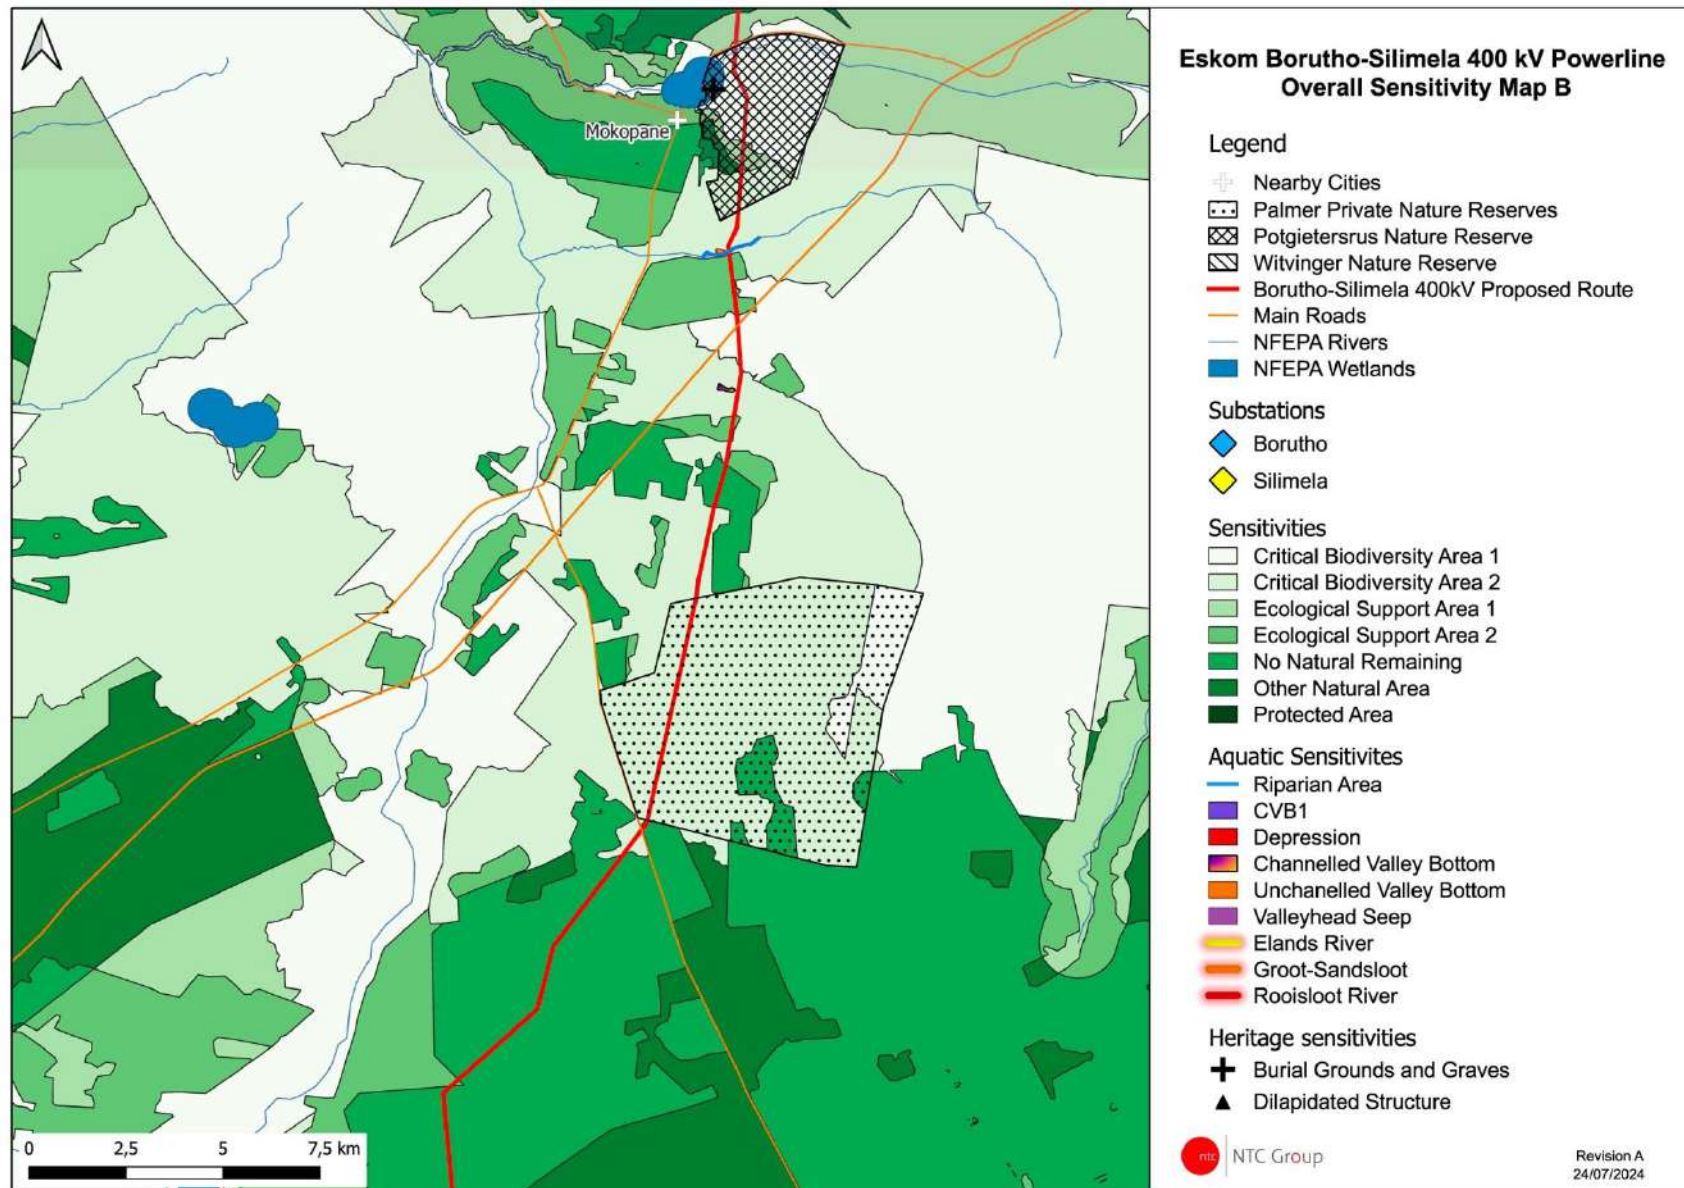 Eskom Borutho-Silimela 400 kV Powerline
Overall Sensitivity Map B
Legend
Nearby Cities
Palmer Private Nature Reserves
Potgietersrus Nature Reserve
Witvinger Nature Reserve
Borutho-Silimela 400kV Proposed Route
Main Roads
NFEPA Rivers
NFEPA Wetlands
Substations
Borutho
Silimela
Sensitivities
Critical Biodiversity Area 1
Critical Biodiversity Area 2
Ecological Support Area 1
Ecological Support Area 2
No Natural Remaining
Other Natural Area
Protected Area
Aquatic Sensitivites
Riparian Area
CVB1
Depression
Channelled Valley Bottom
Unchanelled Valley Bottom
Valleyhead Seep
Elands River
Groot-Sandsloot
Rooisloot River
Heritage sensitivities
Burial Grounds and Graves
Dilapidated Structure
ntc NTC Group
Revision A
24/07/2024
Mokopane
0 2,5 5 7,5 km